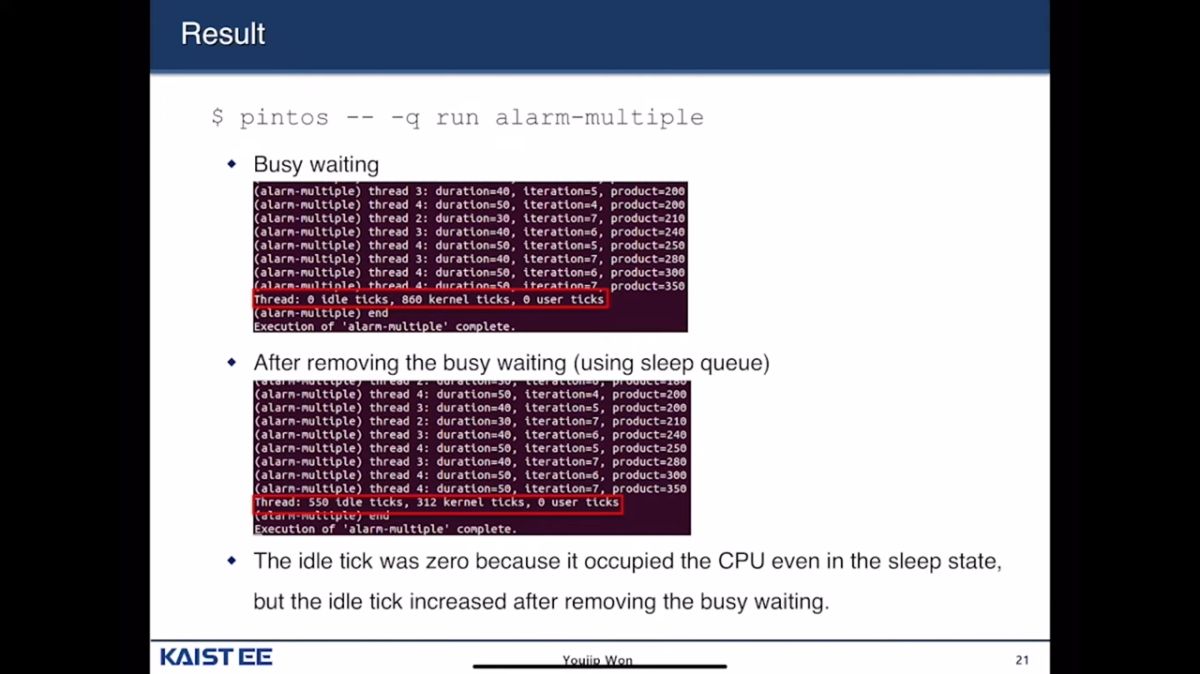 Result
$ pintos -- -q run alarm-multiple
Busy waiting
(alarm-multiple) thread 3: duration=40, iteration=5, product=200
(alarm-multiple) thread 4: duration=50, iteration=4, product=200
(alarm-multiple) thread 2: duration=30, iteration=7, product=210
(alarm-multiple) thread 3: duration=40, iteration=6, product=240
(alarm-multiple) thread 4: duration=50, iteration=5, product=250
(alarm-multiple) thread 3: duration=40, iteration=7, product=280
(alarm-multiple) thread 4: duration=50, iteration=6, product=300
(alarm-multiple) thread 4: duration=50, iteration=7, product=350
Thread: 0 idle ticks, 860 kernel ticks, 0 user ticks
(alarm-multiple) end
Execution of 'alarm-multiple' complete.
After removing the busy waiting (using sleep queue)
(alarm-multiple) thread 2: duration=30, iteration=6, product=180
(alarm-multiple) thread 4: duration=50, iteration=4, product=200
(alarm-multiple) thread 3: duration=40, iteration=5, product=200
(alarm-multiple) thread 2: duration=30, iteration=7, product=210
(alarm-multiple) thread 3: duration=40, iteration=6, product=240
(alarm-multiple) thread 4: duration=50, iteration=5, product=250
(alarm-multiple) thread 3: duration=40, iteration=7, product=280
(alarm-multiple) thread 4: duration=50, iteration=6, product=300
(alarm-multiple) thread 4: duration=50, iteration=7, product=350
Thread: 550 idle ticks, 312 kernel ticks, 0 user ticks
(alarm-multiple) end
Execution of 'alarm-multiple' complete.
The idle tick was zero because it occupied the CPU even in the sleep state,
but the idle tick increased after removing the busy waiting.
KAIST EE
Youjip Won
21